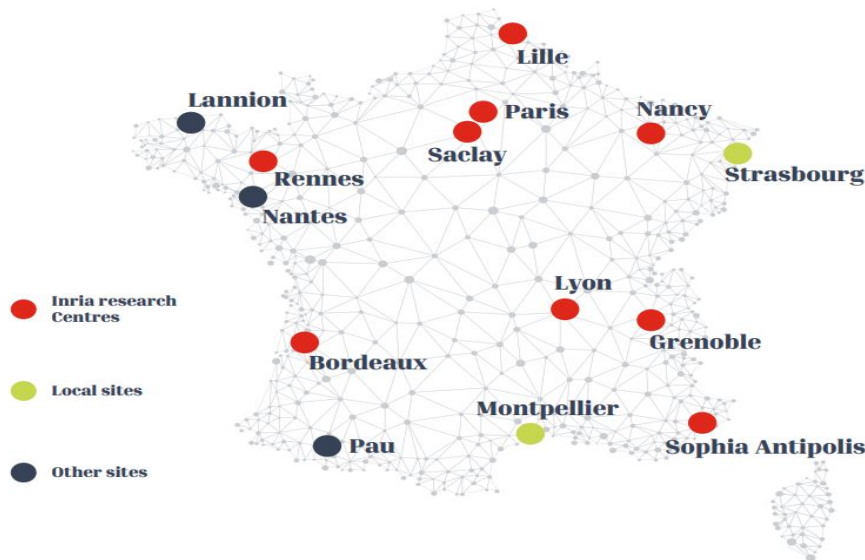 Lille
Lannion
Paris
Nancy
Saclay
Strasbourg
Rennes
Nantes
Lyon
Inria research
Centres
Grenoble
Bordeaux
Local sites
Montpellier
Pau
Sophia Antipolis
Other sites